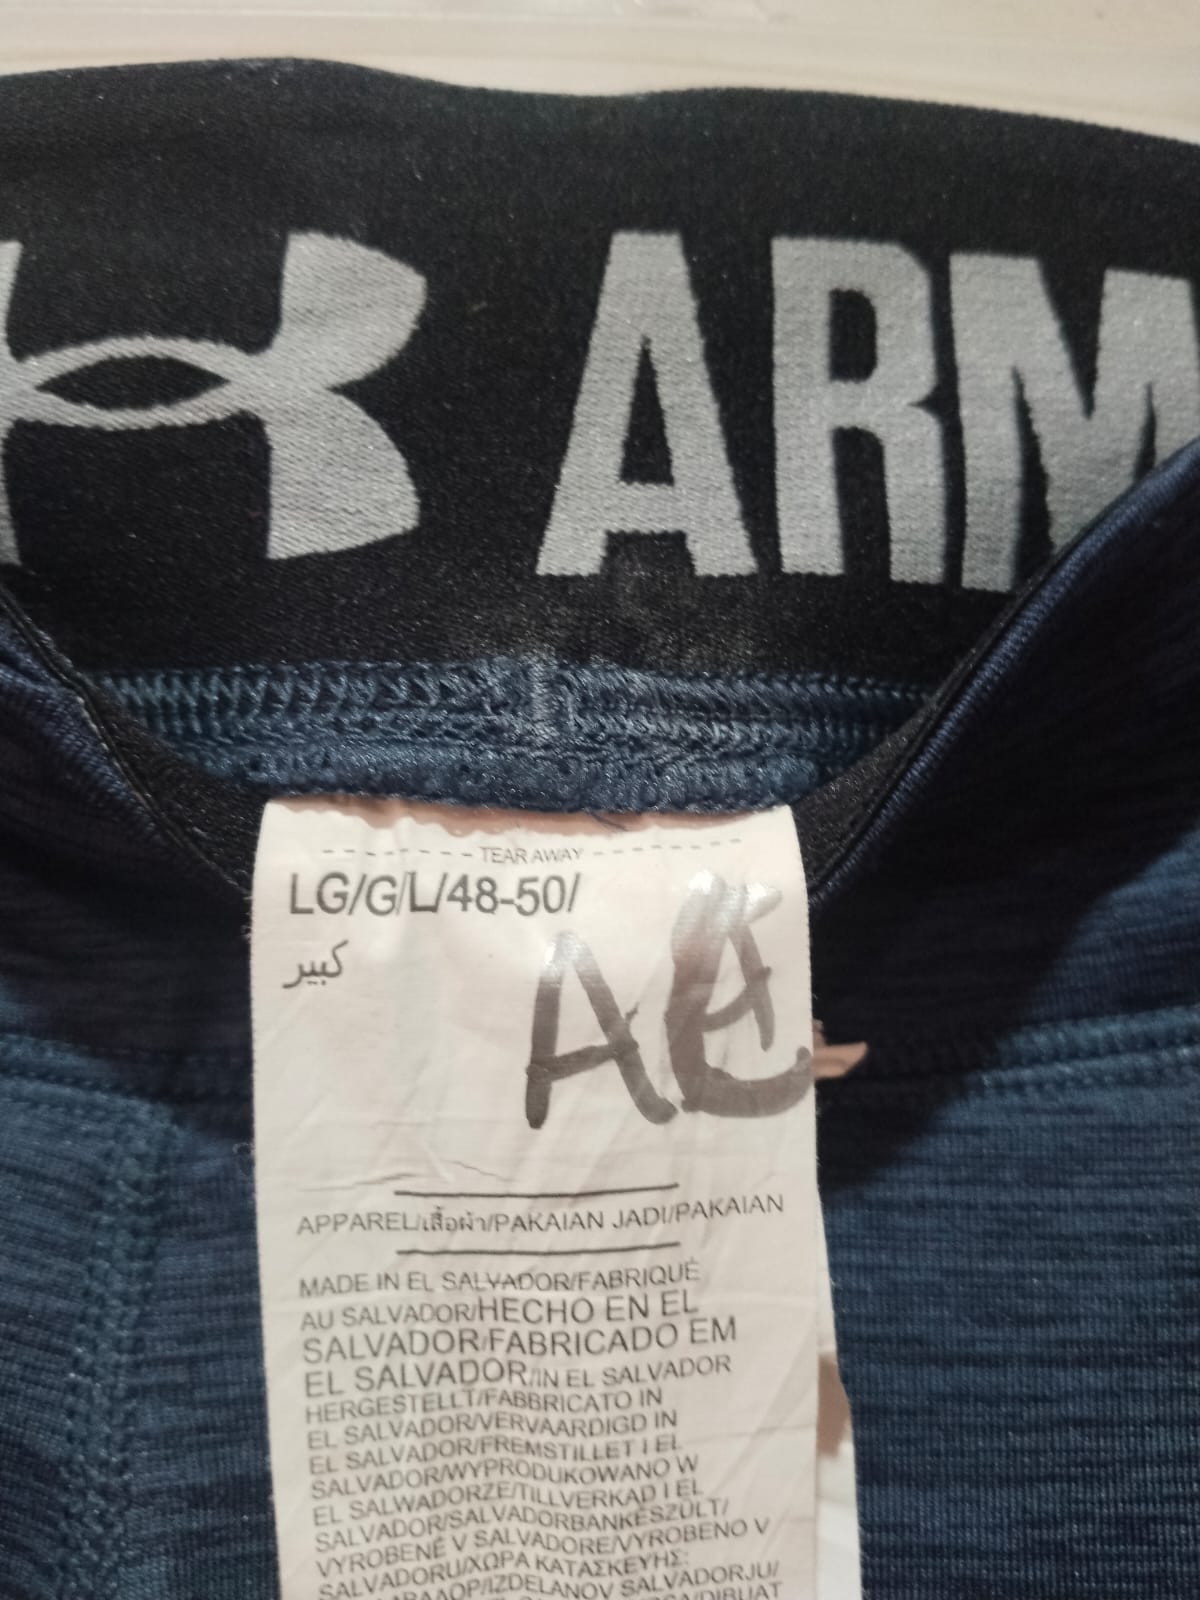 ARM
TEAR AWAY
LG/G/L/48-50/
كبير
APPAREL/เสื้อผ้า/PAKAIAN JADI/PAKAIAN
MADE IN EL SALVADOR/FABRIQUÉ
AU SALVADOR/HECHO EN EL
SALVADOR/FABRICADO EM
EL SALVADOR/IN EL SALVADOR
HERGESTELLT/FABBRICATO IN
EL SALVADOR/VERVAARDIGD IN
EL SALVADOR/FREMSTILLET I EL
SALVADOR/WYPRODUKOWANO W
EL SALWADORZE/TILLVERKAD I EL
SALVADOR/SALVADORBANKÉSZÜLT/
VYROBENÉ V SALVADORE/VYROBENO V
SALVADORU/ΧΩΡΑ ΚΑΤΑΣΚΕΥΗΣ:
/IZDELANOV SALVADORJU/